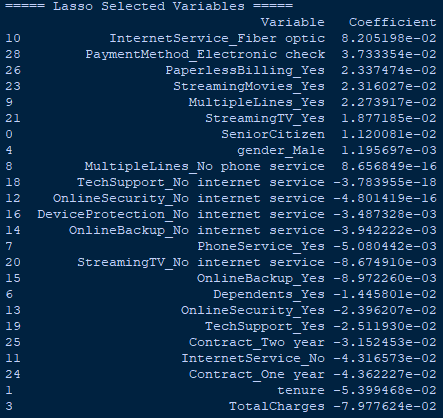 ===== Lasso Selected Variables =====
Variable Coefficient
10 InternetService_Fiber optic 8.205198e-02
28 PaymentMethod_Electronic check 3.733354e-02
26 PaperlessBilling_Yes 2.337474e-02
23 StreamingMovies_Yes 2.316027e-02
9 MultipleLines_Yes 2.273917e-02
21 StreamingTV_Yes 1.877185e-02
0 SeniorCitizen 1.120081e-02
4 gender_Male 1.195697e-03
8 MultipleLines_No phone service 8.656849e-16
18 TechSupport_No internet service -3.783955e-18
12 OnlineSecurity_No internet service -4.801419e-16
16 DeviceProtection_No internet service -3.487328e-03
14 OnlineBackup_No internet service -3.942222e-03
7 PhoneService_Yes -5.080442e-03
20 StreamingTV_No internet service -8.674910e-03
15 OnlineBackup_Yes -8.972260e-03
6 Dependents_Yes -1.445801e-02
13 OnlineSecurity_Yes -2.396207e-02
19 TechSupport_Yes -2.511930e-02
25 Contract_Two year -3.152453e-02
11 InternetService_No -4.316573e-02
24 Contract_One year -4.362227e-02
1 tenure -5.399468e-02
3 TotalCharges -7.977624e-02